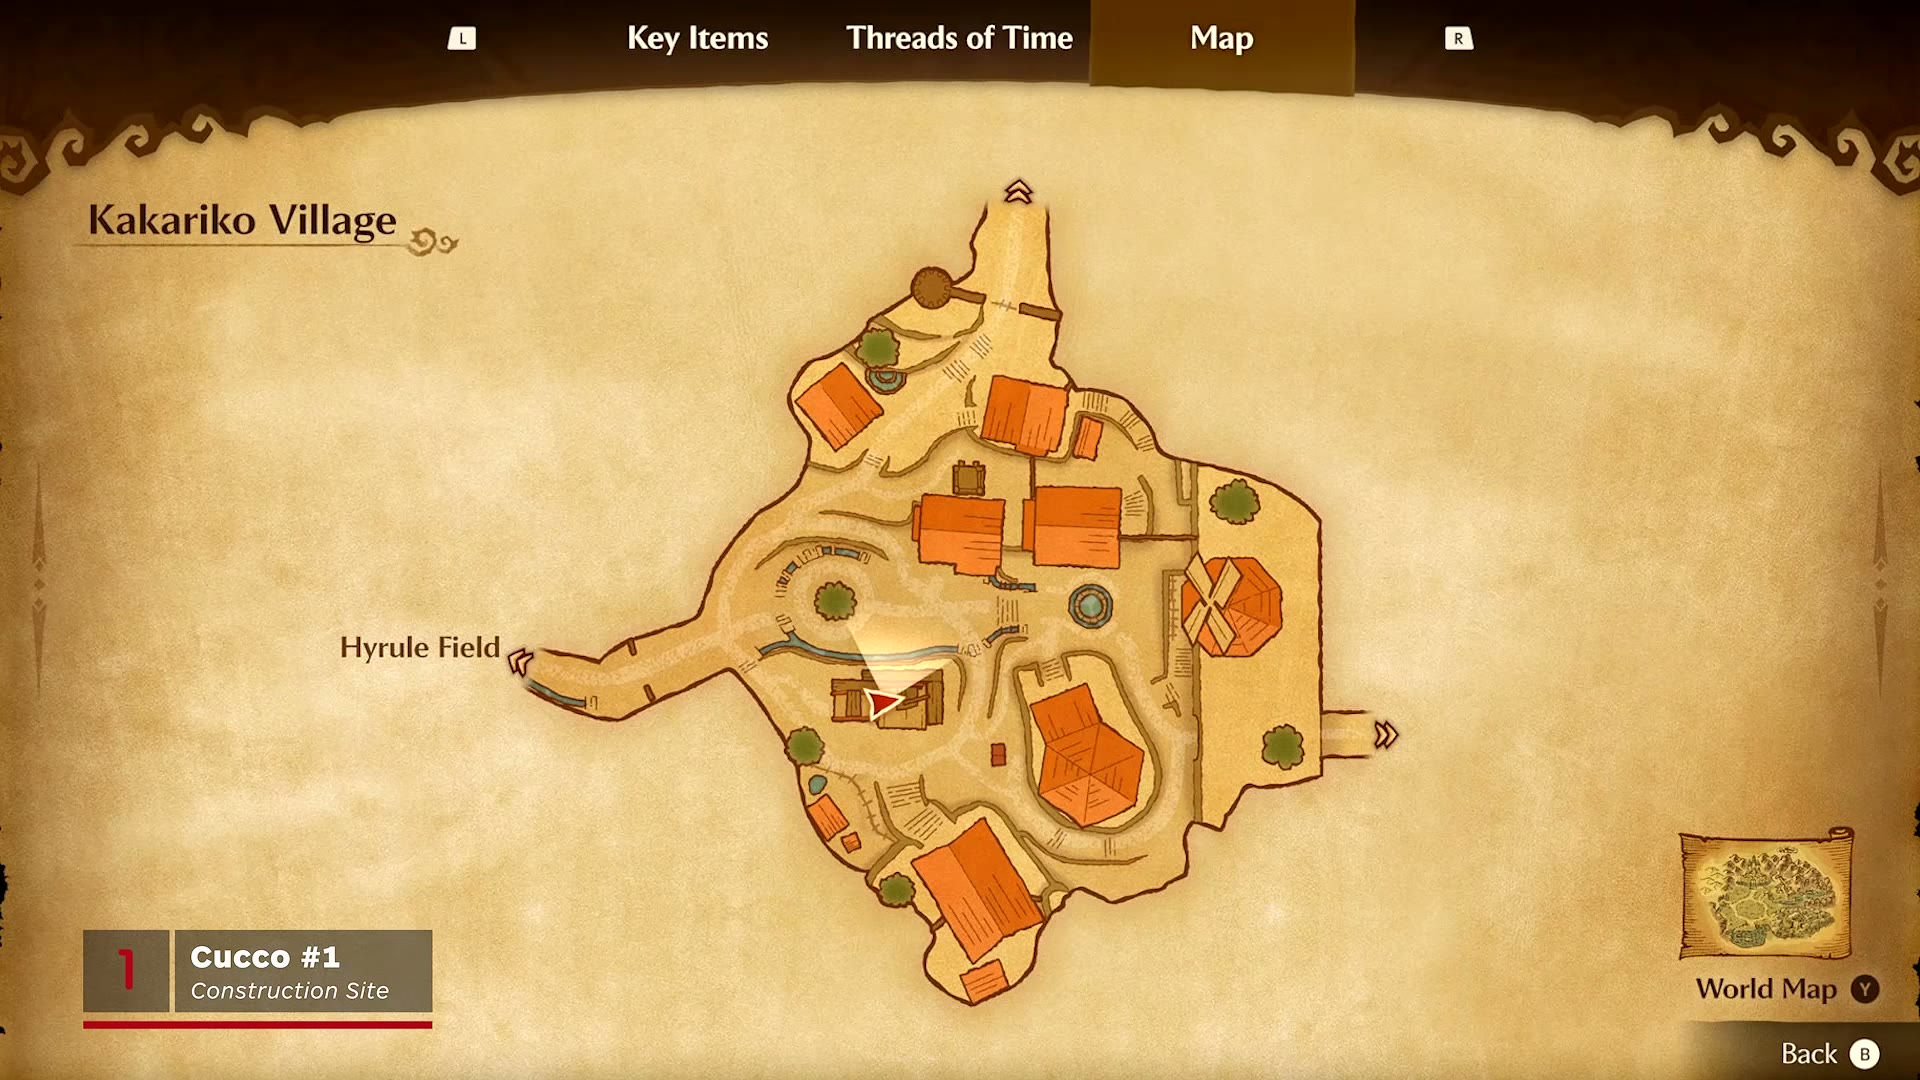 L
Key Items
Threads of Time
Map
R
Kakariko Village
Hyrule Field
1
Cucco #1
Construction Site
World Map Y
Back B